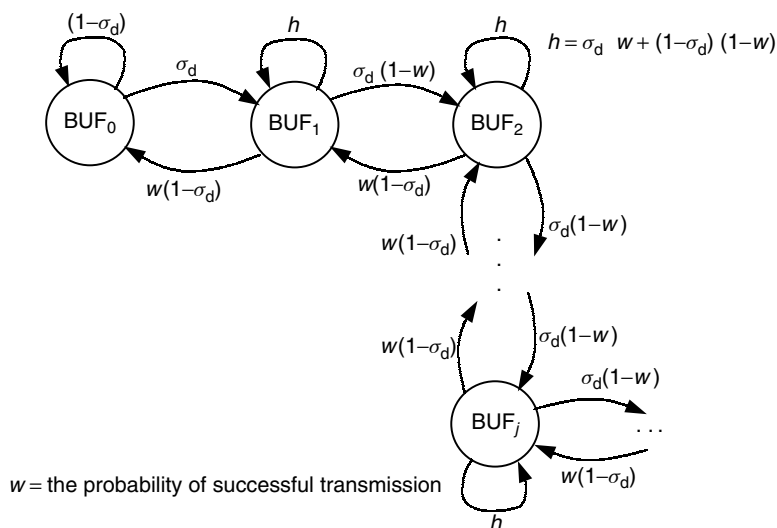 (1–σd)
h
h
h = σd w + (1–σd) (1–w)
σd
σd (1–w)
BUF0
BUF1
BUF2
w(1–σd)
w(1–σd)
w(1–σd)
σd(1–w)
.
.
.
w(1–σd)
σd(1–w)
σd(1–w)
BUFj
...
w(1–σd)
w = the probability of successful transmission
h